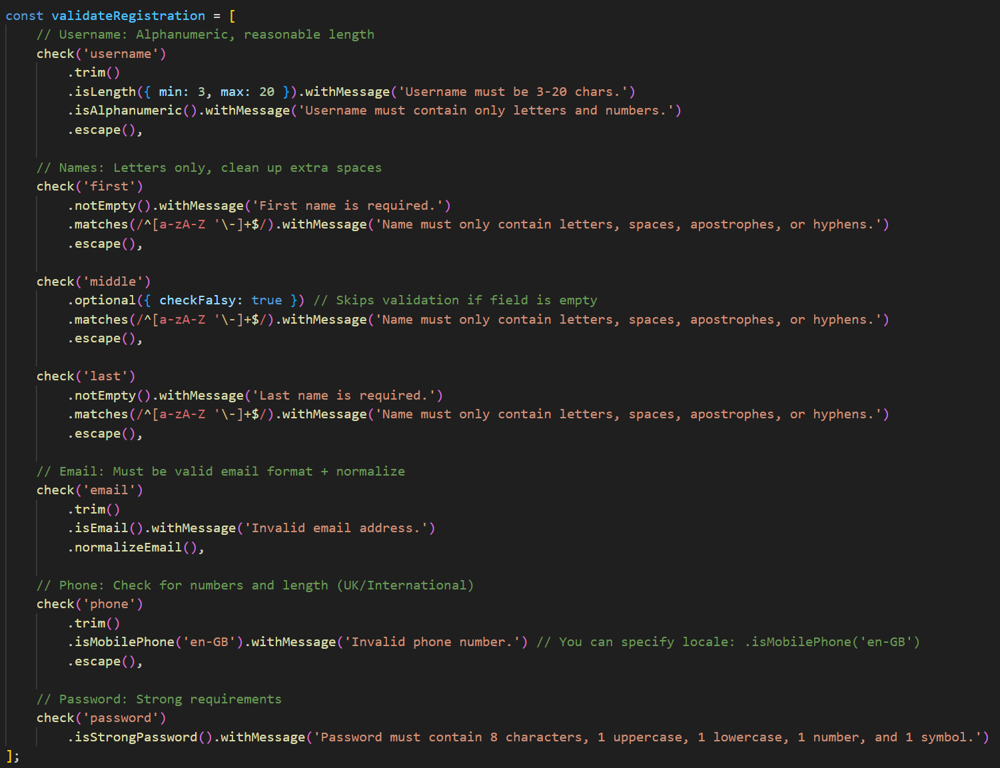 const validateRegistration = [
    // Username: Alphanumeric, reasonable length
    check('username')
        .trim()
        .isLength({ min: 3, max: 20 }).withMessage('Username must be 3-20 chars.')
        .isAlphanumeric().withMessage('Username must contain only letters and numbers.')
        .escape(),

    // Names: Letters only, clean up extra spaces
    check('first')
        .notEmpty().withMessage('First name is required.')
        .matches(/^[a-zA-Z '\-]+$/).withMessage('Name must only contain letters, spaces, apostrophes, or hyphens.')
        .escape(),

    check('middle')
        .optional({ checkFalsy: true }) // Skips validation if field is empty
        .matches(/^[a-zA-Z '\-]+$/).withMessage('Name must only contain letters, spaces, apostrophes, or hyphens.')
        .escape(),

    check('last')
        .notEmpty().withMessage('Last name is required.')
        .matches(/^[a-zA-Z '\-]+$/).withMessage('Name must only contain letters, spaces, apostrophes, or hyphens.')
        .escape(),

    // Email: Must be valid email format + normalize
    check('email')
        .trim()
        .isEmail().withMessage('Invalid email address.')
        .normalizeEmail(),

    // Phone: Check for numbers and length (UK/International)
    check('phone')
        .trim()
        .isMobilePhone('en-GB').withMessage('Invalid phone number.') // You can specify locale: .isMobilePhone('en-GB')
        .escape(),

    // Password: Strong requirements
    check('password')
        .isStrongPassword().withMessage('Password must contain 8 characters, 1 uppercase, 1 lowercase, 1 number, and 1 symbol.')
];